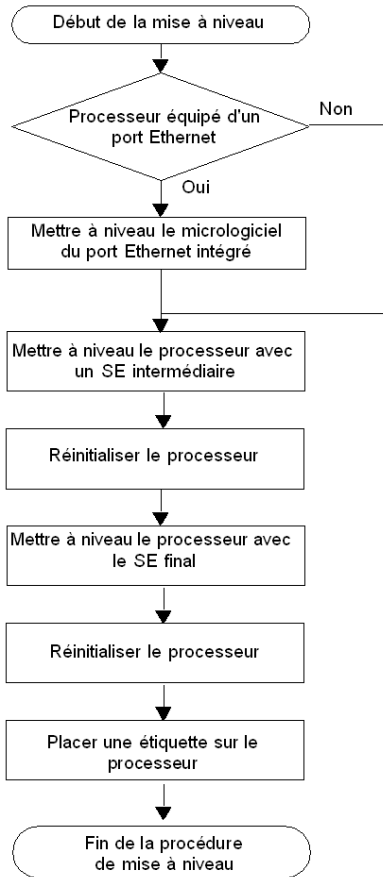 Début de la mise à niveau
Processeur équipé d'un
port Ethernet
Non
Oui
Mettre à niveau le micrologiciel
du port Ethernet intégré
Mettre à niveau le processeur avec
un SE intermédiaire
Réinitialiser le processeur
Mettre à niveau le processeur avec
le SE final
Réinitialiser le processeur
Placer une étiquette sur le
processeur
Fin de la procédure
de mise à niveau